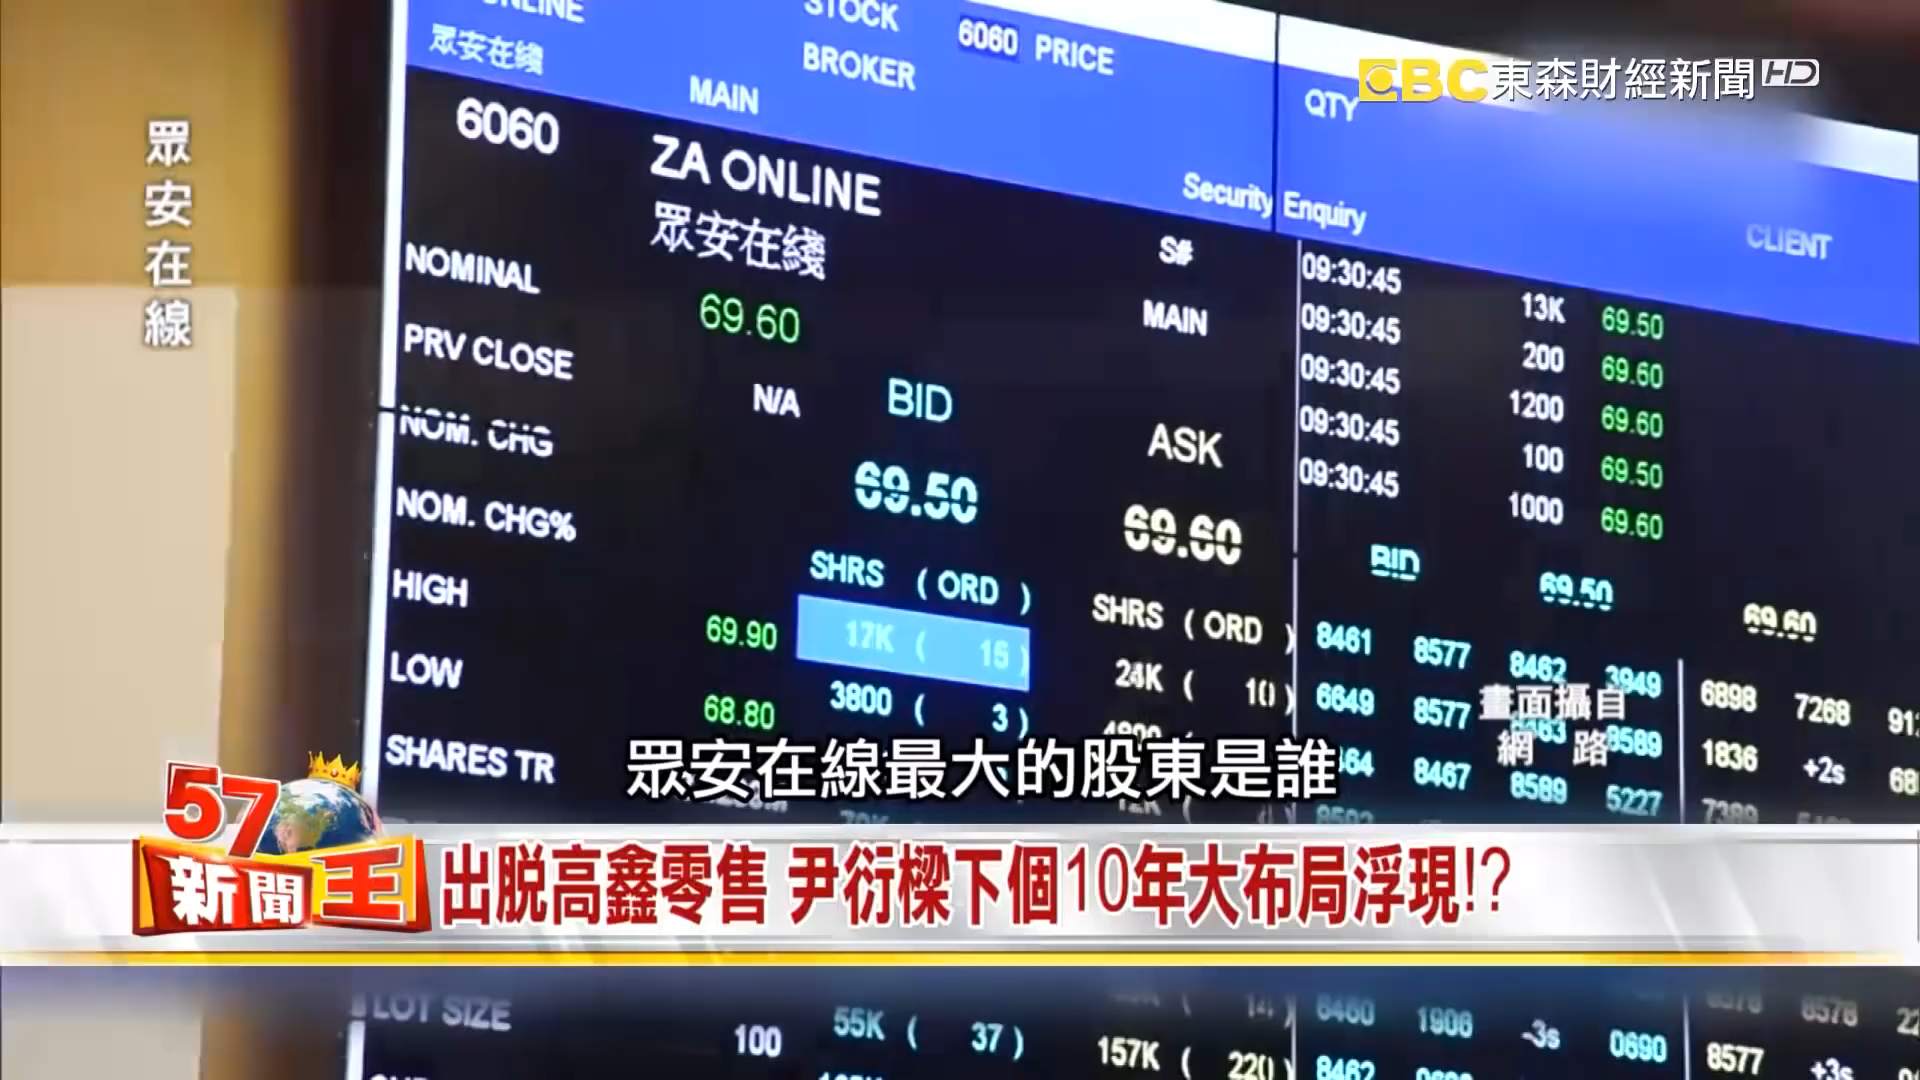 EBC 東森財經新聞 HD
眾安在線
ONLINE
眾安在綫
STOCK
6060 PRICE
BROKER
MAIN
QTY
6060
ZA ONLINE
眾安在綫
Security Enquiry
CLIENT
NOMINAL
69.60
S#
MAIN
PRV CLOSE
N/A
NOM. CHG
NOM. CHG%
HIGH
69.90
LOW
68.80
SHARES TR
BID
69.50
SHRS ( ORD )
17K ( 15 )
3800 ( 3 )
ASK
69.60
SHRS ( ORD )
24K ( 10 )
09:30:45 13K 69.50
09:30:45 200 69.60
09:30:45 1200 69.60
09:30:45 100 69.50
09:30:45 1000 69.60
BID 69.50 69.60
8461 8577 8462 3949 6898 7268
6649 8577 8589 1836 +2s
8467 8589 5227
畫面攝自
網 路
眾安在線最大的股東是誰
57
新聞王
出脫高鑫零售 尹衍樑下個10年大布局浮現!?
LOT SIZE
100
55K ( 37 )
157K ( 220 )
8460 1906 -3s 0690
8577 +3s
8462